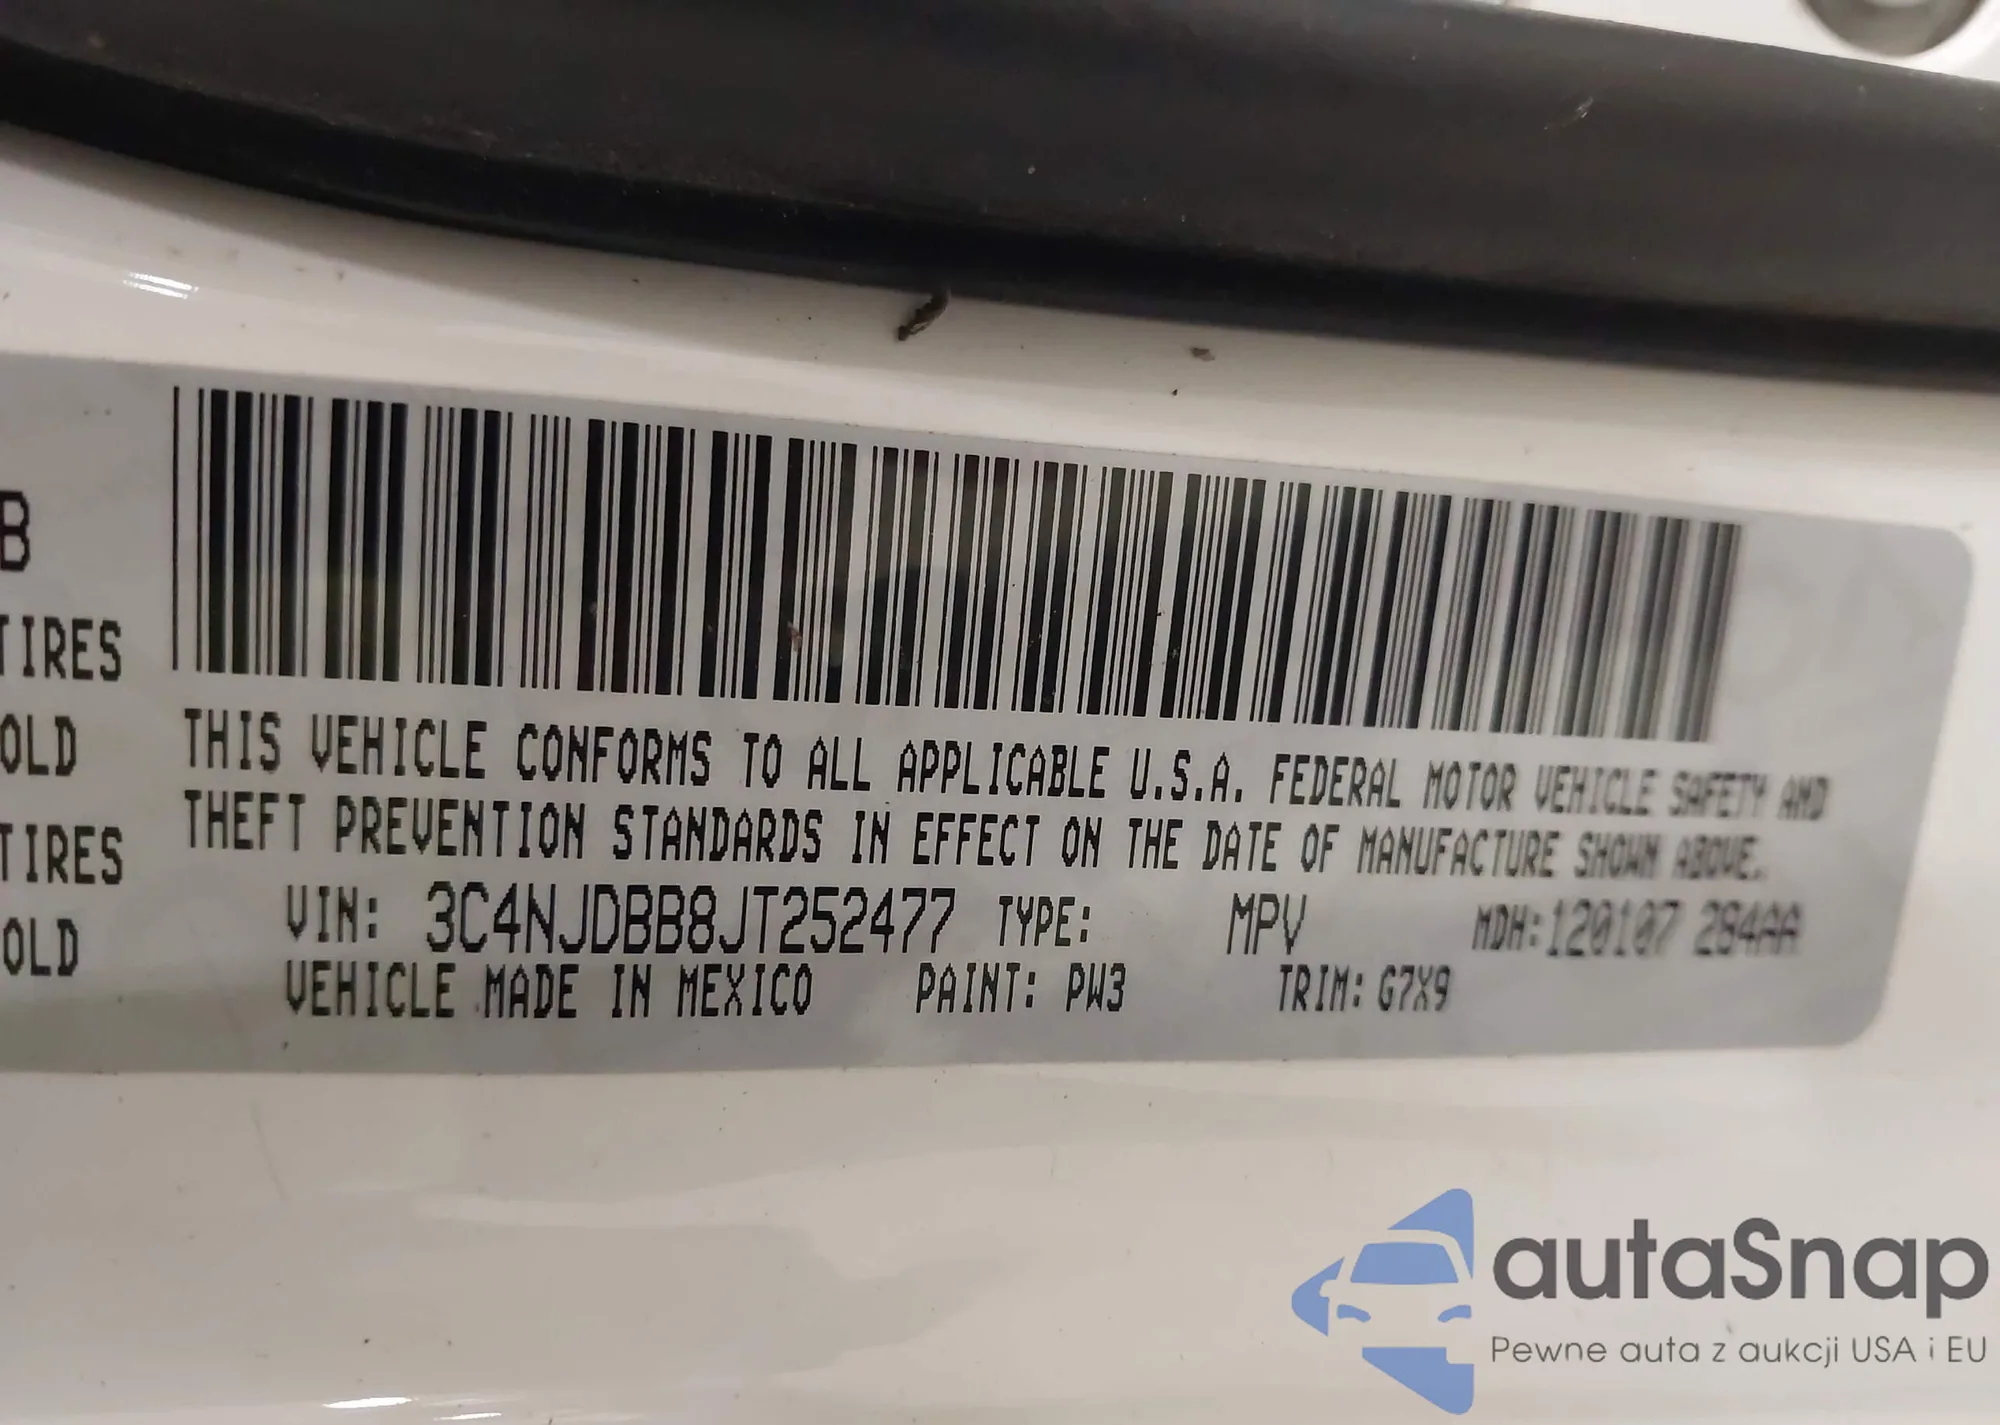 B
TIRES
THIS VEHICLE CONFORMS TO ALL APPLICABLE U.S.A. FEDERAL MOTOR VEHICLE SAFETY AND
OLD
THEFT PREVENTION STANDARDS IN EFFECT ON THE DATE OF MANUFACTURE SHOWN ABOVE.
TIRES
VIN: 3C4NJDBB8JT252477 TYPE: MPV MDH:120107 284AA
OLD
VEHICLE MADE IN MEXICO PAINT: PW3 TRIM: G7X9
autaSnap
Pewne auta z aukcji USA i EU